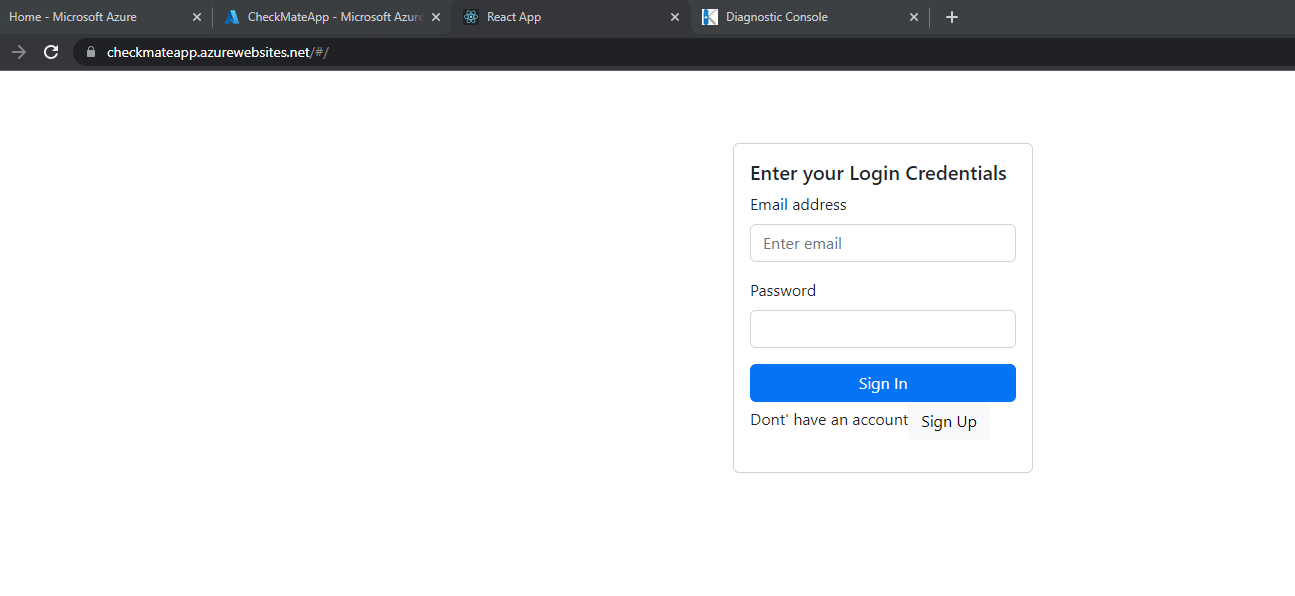 Home - Microsoft Azure
CheckMateApp - Microsoft Azure
React App
Diagnostic Console
checkmateapp.azurewebsites.net/#/
Enter your Login Credentials
Email address
Enter email
Password
Sign In
Dont' have an account Sign Up